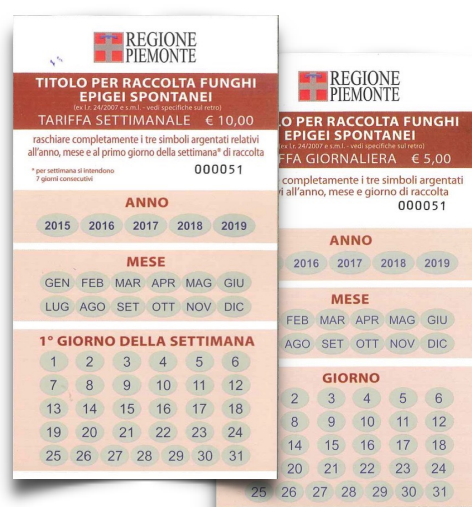 REGIONE
PIEMONTE
TITOLO PER RACCOLTA FUNGHI
EPIGEI SPONTANEI
(ex l.r. 24/2007 e s.m.l. - vedi specifiche sul retro)
TARIFFA SETTIMANALE € 10,00
raschiare completamente i tre simboli argentati relativi
all'anno, mese e al primo giorno della settimana* di raccolta
* per settimana si intendono
7 giorni consecutivi
000051
ANNO
2015 2016 2017 2018 2019
MESE
GEN FEB MAR APR MAG GIU
LUG AGO SET OTT NOV DIC
1° GIORNO DELLA SETTIMANA
1 2 3 4 5 6
7 8 9 10 11 12
13 14 15 16 17 18
19 20 21 22 23 24
25 26 27 28 29 30 31
REGIONE
PIEMONTE
O PER RACCOLTA FUNGHI
EPIGEI SPONTANEI
(ex l.r. 24/2007 e s.m.l. - vedi specifiche sul retro)
FFA GIORNALIERA € 5,00
completamente i tre simboli argentati
vi all'anno, mese e giorno di raccolta
000051
ANNO
2016 2017 2018 2019
MESE
FEB MAR APR MAG GIU
AGO SET OTT NOV DIC
GIORNO
2 3 4 5 6
8 9 10 11 12
14 15 16 17 18
20 21 22 23 24
25 26 27 28 29 30 31